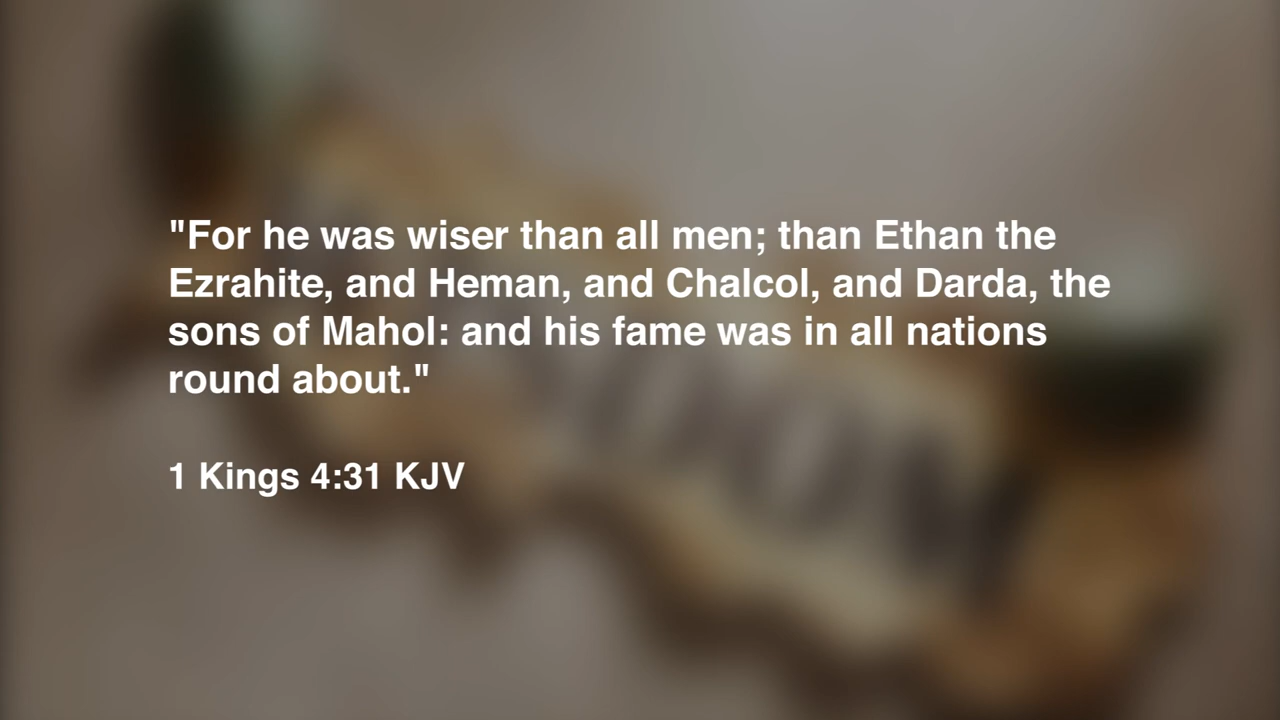 "For he was wiser than all men; than Ethan the
Ezrahite, and Heman, and Chalcol, and Darda, the
sons of Mahol: and his fame was in all nations
round about."
1 Kings 4:31 KJV